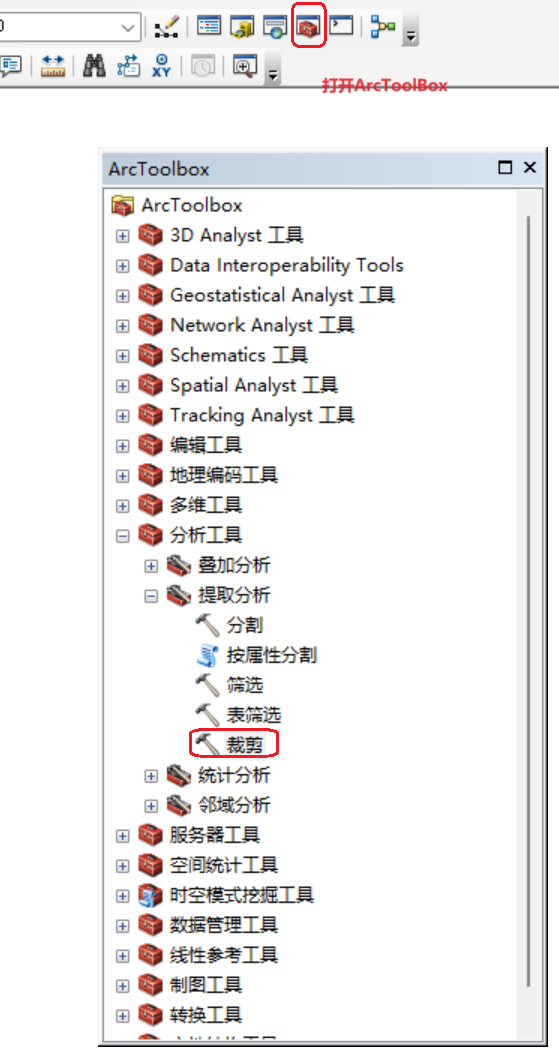 0
XY
打开ArcToolBox
ArcToolbox
ArcToolbox
3D Analyst 工具
Data Interoperability Tools
Geostatistical Analyst 工具
Network Analyst 工具
Schematics 工具
Spatial Analyst 工具
Tracking Analyst 工具
编辑工具
地理编码工具
多维工具
分析工具
叠加分析
提取分析
分割
按属性分割
筛选
表筛选
裁剪
统计分析
邻域分析
服务器工具
空间统计工具
时空模式挖掘工具
数据管理工具
线性参考工具
制图工具
转换工具